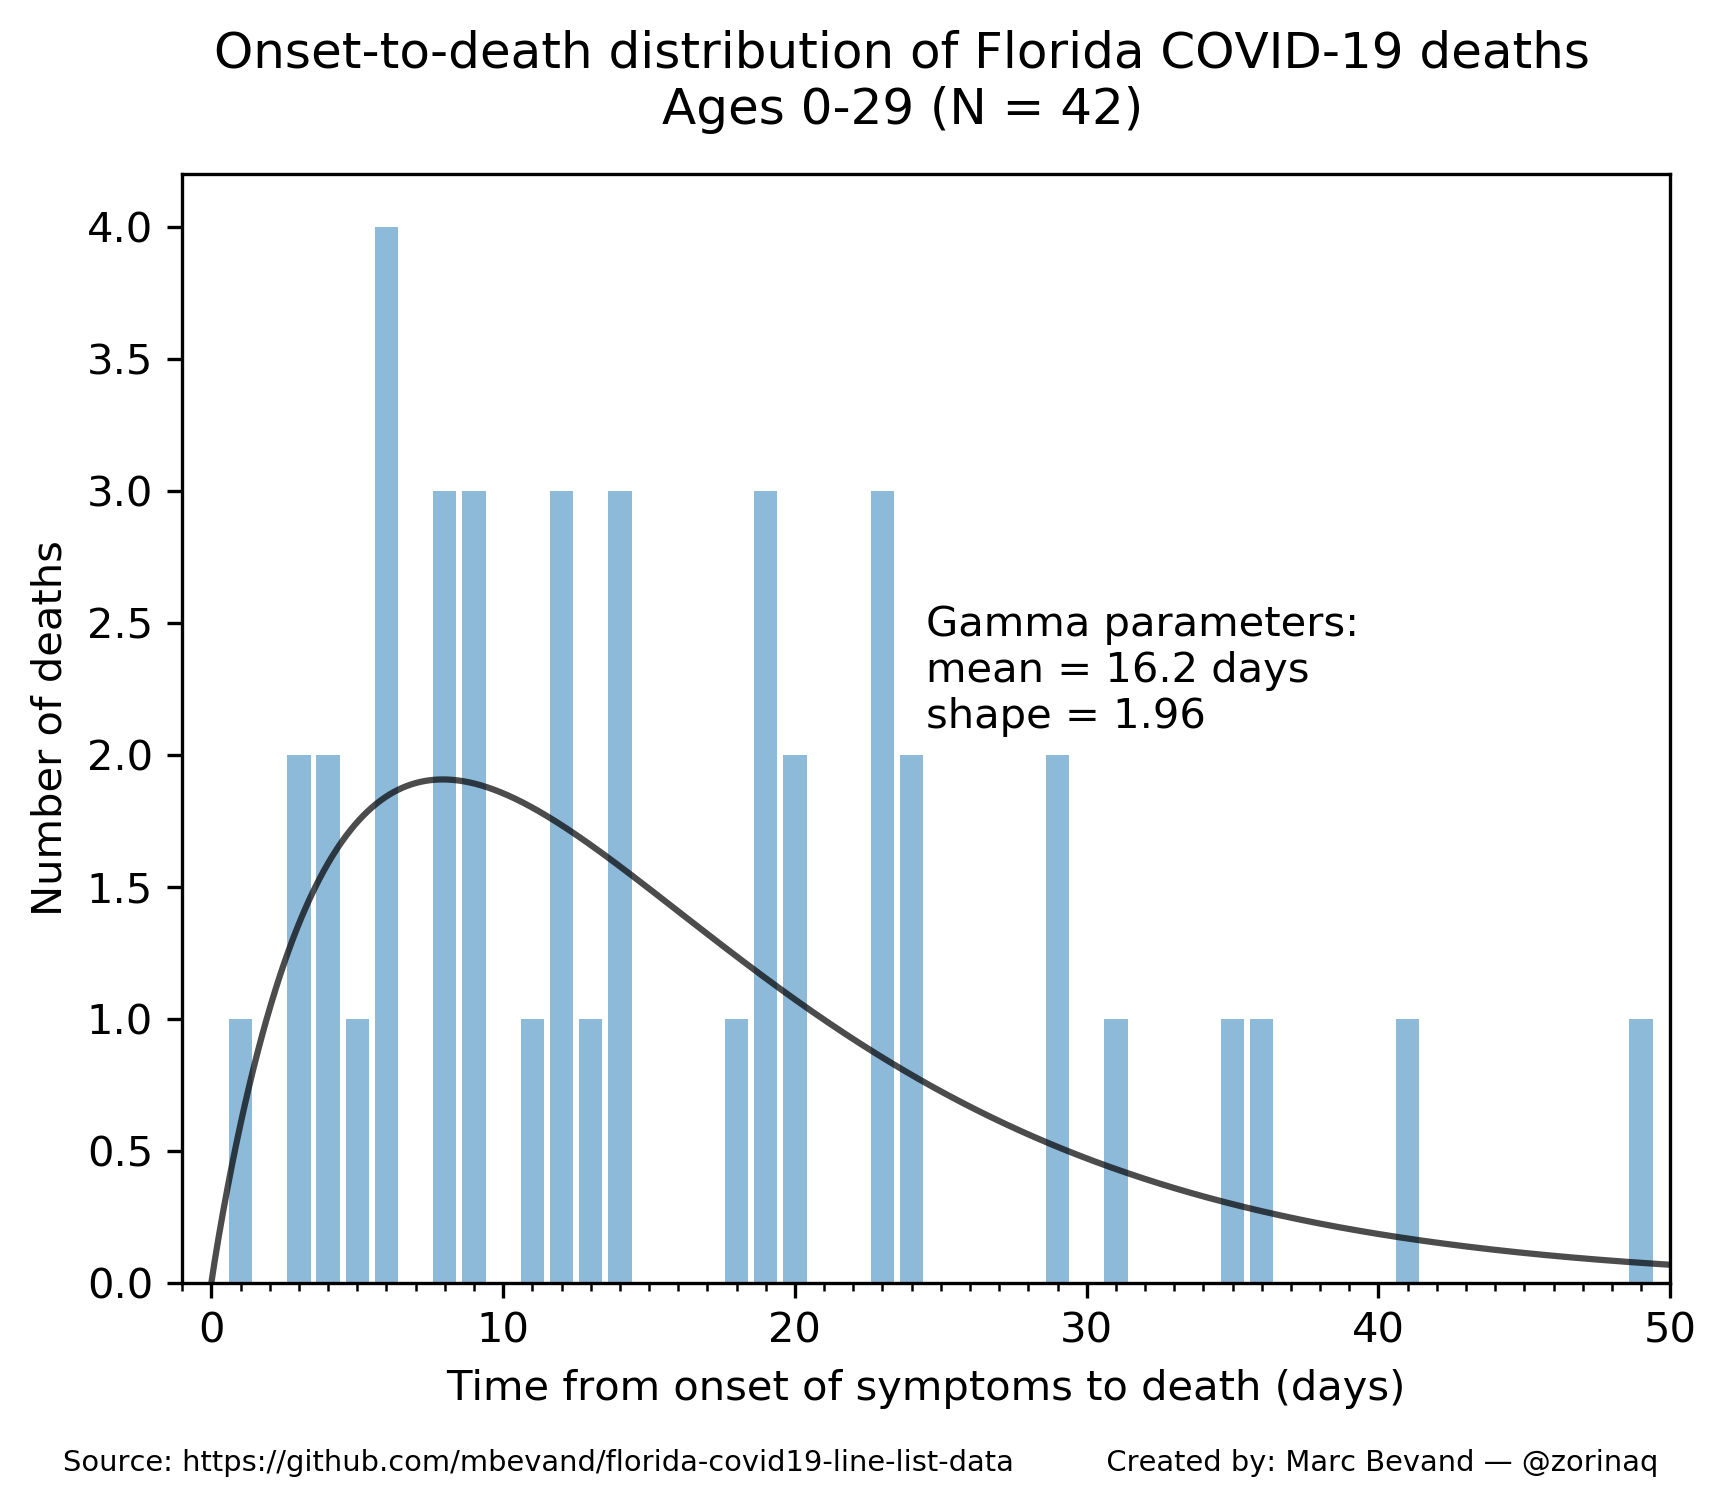 Onset-to-death distribution of Florida COVID-19 deaths
Ages 0-29 (N = 42)
4.0
3.5
3.0
2.5
2.0
1.5
1.0
0.5
0.0
Number of deaths
Gamma parameters:
mean = 16.2 days
shape = 1.96
0 10 20 30 40 50
Time from onset of symptoms to death (days)
Source: https://github.com/mbevand/florida-covid19-line-list-data Created by: Marc Bevand — @zorinaq